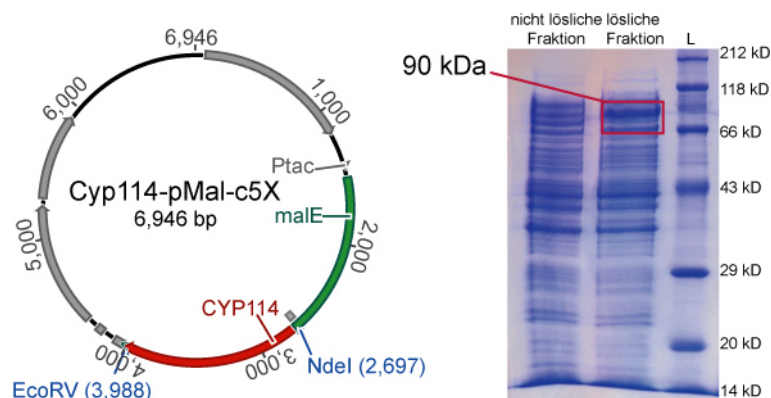 6,946
1,000
6,000
Ptac
Cyp114-pMal-c5X
6,946 bp
malE
2,000
5,000
CYP114
3,000
4,000
NdeI (2,697)
EcoRV (3,988)
nicht lösliche lösliche
Fraktion Fraktion L
90 kDa
212 kD
118 kD
66 kD
43 kD
29 kD
20 kD
14 kD